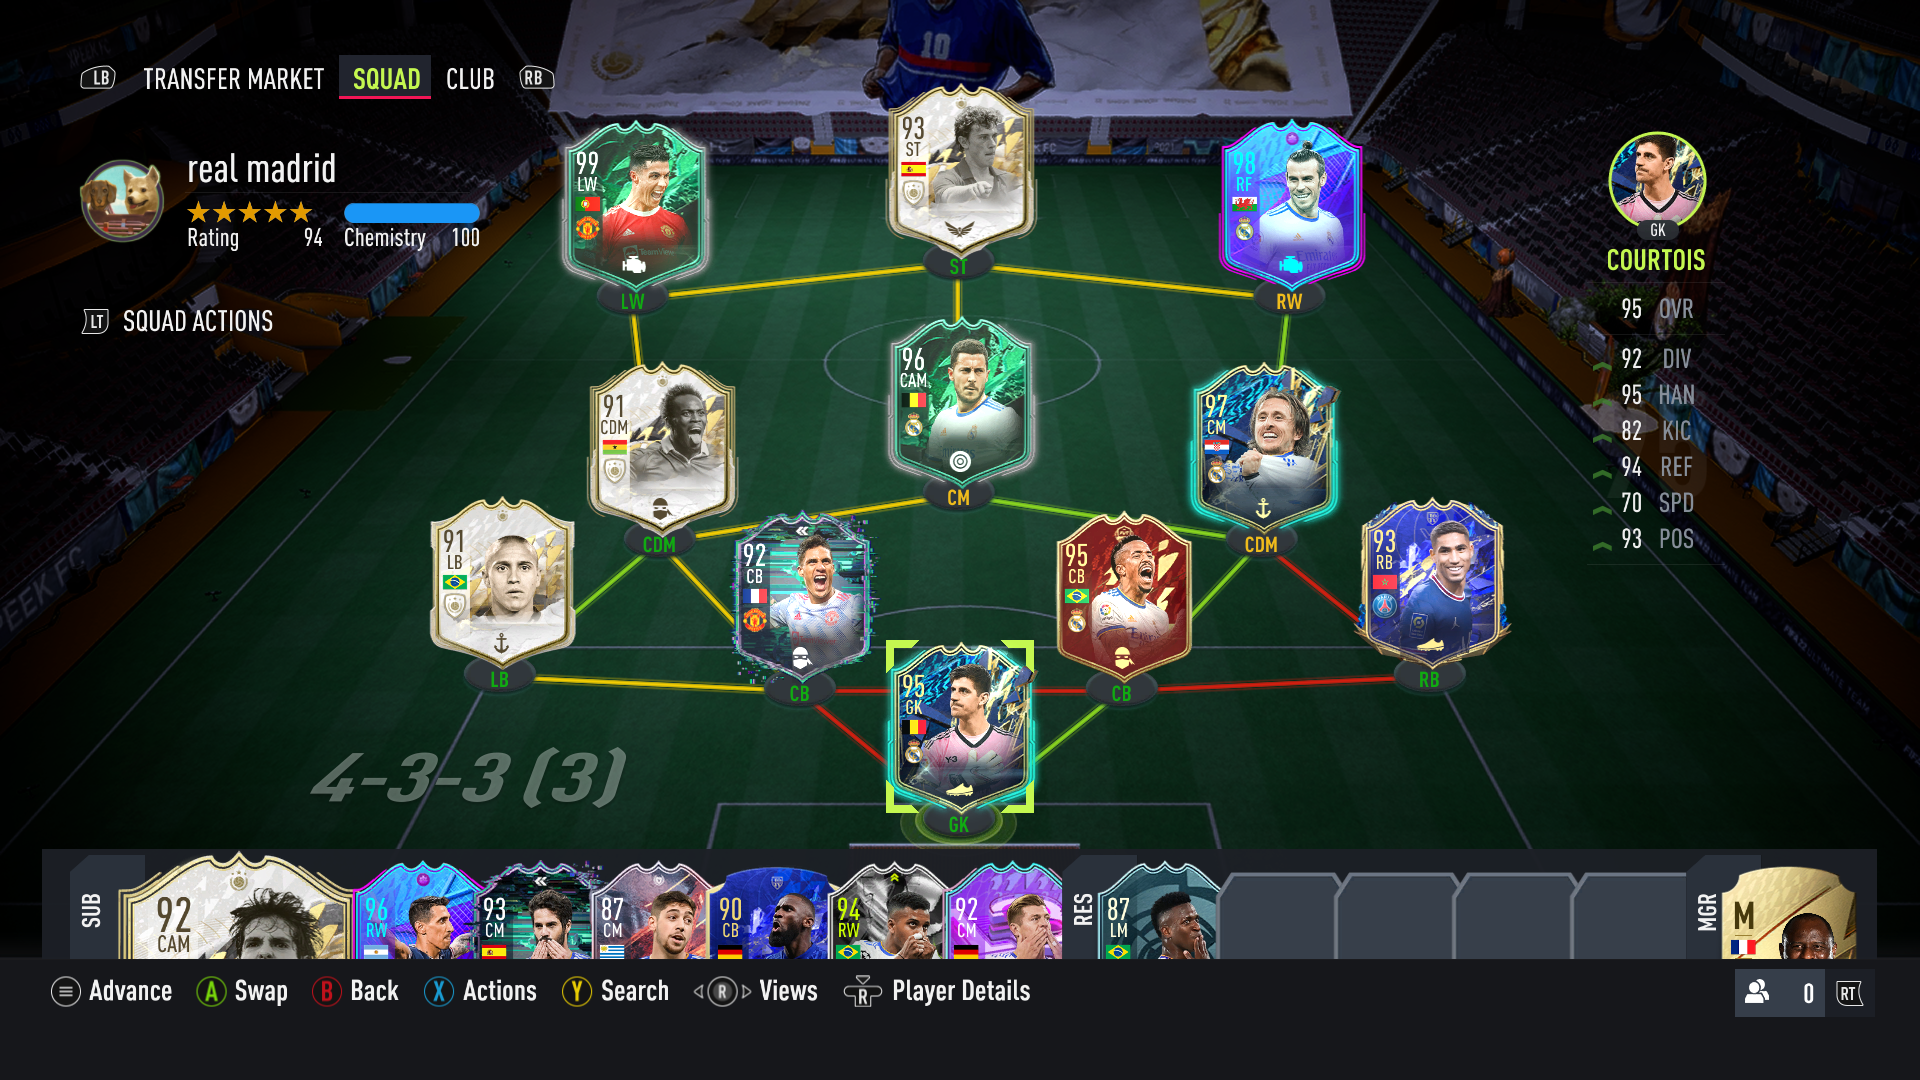 10
LB TRANSFER MARKET SQUAD CLUB RB
real madrid
Rating 94 Chemistry 100
LT SQUAD ACTIONS
99
LW
LW
93
ST
ST
98
RF
RW
GK
COURTOIS
95 OVR
92 DIV
95 HAN
82 KIC
94 REF
70 SPD
93 POS
91
CDM
CDM
96
CAM
CM
97
CM
CDM
91
LB
LB
92
CB
CB
95
CB
CB
93
RB
RB
95
GK
GK
4-3-3 (3)
SUB
92
CAM
96
RW
93
CM
87
CM
90
CB
94
RW
92
CM
RES
87
LM
MGR
M
Advance A Swap B Back X Actions Y Search R Views R Player Details
0 RT